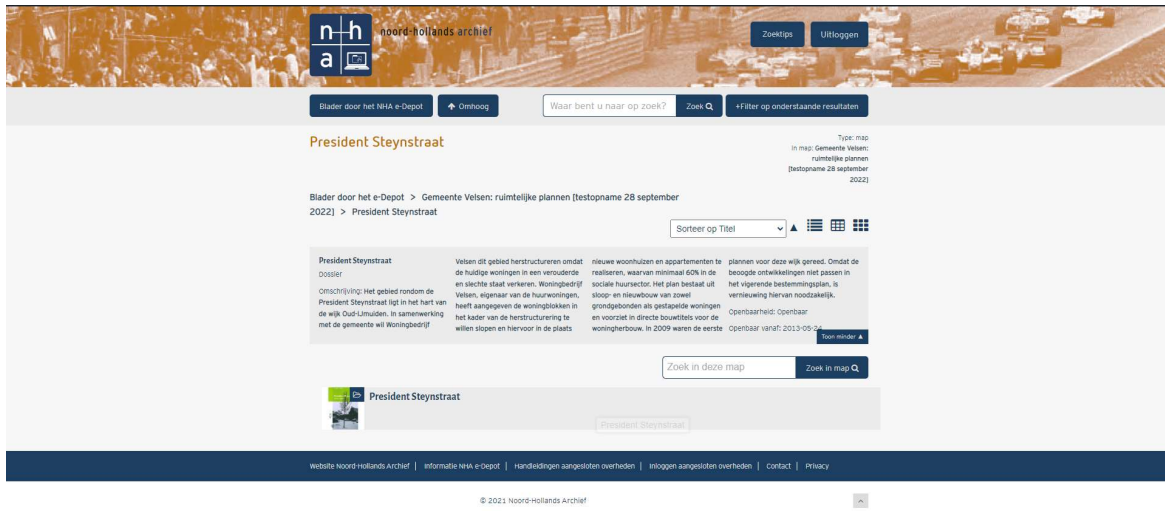 n h
a
noord-hollands archief
Zoektips
Uitloggen
Blader door het NHA e-Depot
Omhoog
Waar bent u naar op zoek?
Zoek
+Filter op onderstaande resultaten
President Steynstraat
Type: map
In map: Gemeente Velsen:
ruimtelijke plannen
[testopname 28 september
2022]
Blader door het e-Depot > Gemeente Velsen: ruimtelijke plannen [testopname 28 september
2022] > President Steynstraat
Sorteer op Titel
President Steynstraat
Dossier
Omschrijving: Het gebied rondom de
President Steynstraat ligt in het hart van
de wijk Oud-IJmuiden. In samenwerking
met de gemeente wil Woningbedrijf
Velsen dit gebied herstructureren omdat
de huidige woningen in een verouderde
en slechte staat verkeren. Woningbedrijf
Velsen, eigenaar van de huurwoningen,
heeft aangegeven de woningblokken in
het kader van de herstructurering te
willen slopen en hiervoor in de plaats
nieuwe woonhuizen en appartementen te
realiseren, waarvan minimaal 60% in de
sociale huursector. Het plan bestaat uit
sloop- en nieuwbouw van zowel
grondgebonden als gestapelde woningen
en voorziet in directe bouwtitels voor de
woningherbouw. In 2009 waren de eerste
plannen voor deze wijk gereed. Omdat de
beoogde ontwikkelingen niet passen in
het vigerende bestemmingsplan, is
vernieuwing hiervan noodzakelijk.
Openbaarheid: Openbaar
Openbaar vanaf: 2013-05-24
Toon minder
Zoek in deze map
Zoek in map
President Steynstraat
President Steynstraat
Website Noord-Hollands Archief | Informatie NHA e-Depot | Handleidingen aangesloten overheden | Inloggen aangesloten overheden | Contact | Privacy
© 2021 Noord-Hollands Archief